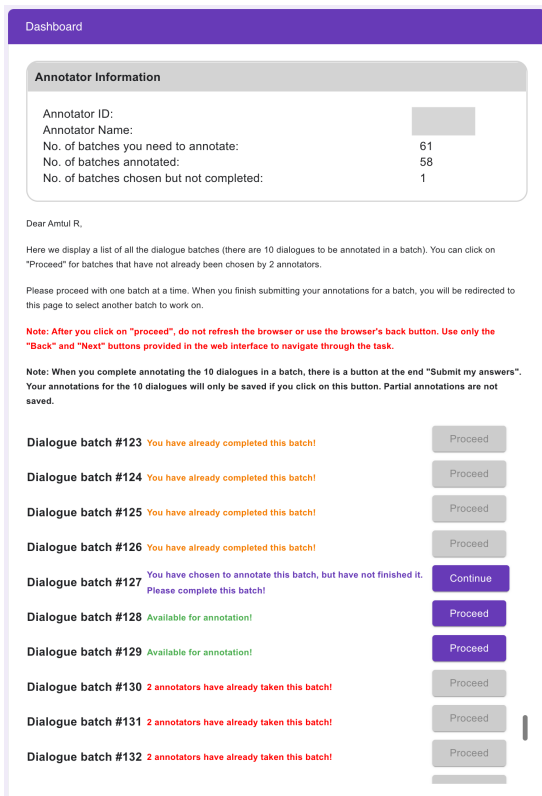 Dashboard
Annotator Information
Annotator ID:
Annotator Name:
No. of batches you need to annotate: 61
No. of batches annotated: 58
No. of batches chosen but not completed: 1
Dear Amtul R,
Here we display a list of all the dialogue batches (there are 10 dialogues to be annotated in a batch). You can click on
"Proceed" for batches that have not already been chosen by 2 annotators.
Please proceed with one batch at a time. When you finish submitting your annotations for a batch, you will be redirected to
this page to select another batch to work on.
Note: After you click on "proceed", do not refresh the browser or use the browser's back button. Use only the
"Back" and "Next" buttons provided in the web interface to navigate through the task.
Note: When you complete annotating the 10 dialogues in a batch, there is a button at the end "Submit my answers".
Your annotations for the 10 dialogues will only be saved if you click on this button. Partial annotations are not
saved.
Dialogue batch #123 You have already completed this batch! Proceed
Dialogue batch #124 You have already completed this batch! Proceed
Dialogue batch #125 You have already completed this batch! Proceed
Dialogue batch #126 You have already completed this batch! Proceed
Dialogue batch #127 You have chosen to annotate this batch, but have not finished it.
Please complete this batch! Continue
Dialogue batch #128 Available for annotation! Proceed
Dialogue batch #129 Available for annotation! Proceed
Dialogue batch #130 2 annotators have already taken this batch! Proceed
Dialogue batch #131 2 annotators have already taken this batch! Proceed
Dialogue batch #132 2 annotators have already taken this batch! Proceed